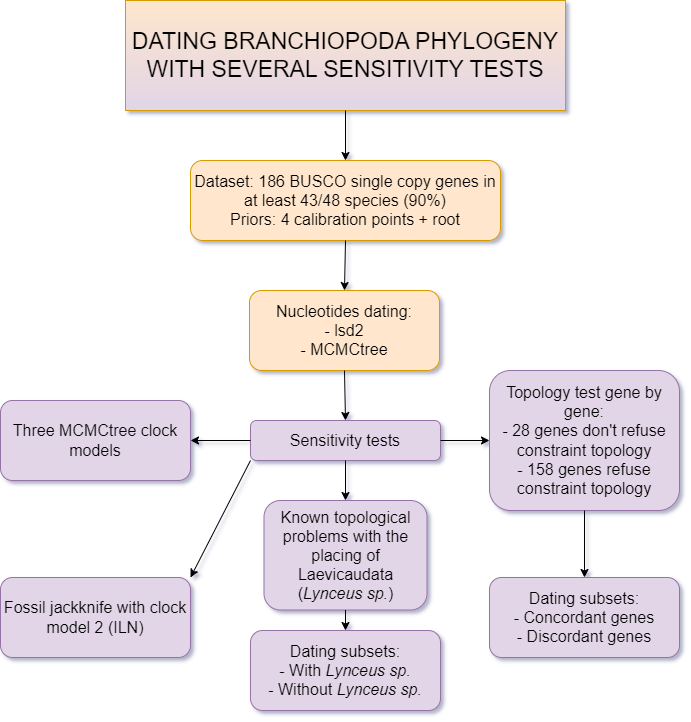 DATING BRANCHIOPODA PHYLOGENY
WITH SEVERAL SENSITIVITY TESTS
Dataset: 186 BUSCO single copy genes in
at least 43/48 species (90%)
Priors: 4 calibration points + root
Nucleotides dating:
- lsd2
- MCMCtree
Three MCMCtree clock
models
Sensitivity tests
Topology test gene by
gene:
- 28 genes don't refuse
constraint topology
- 158 genes refuse
constraint topology
Known topological
problems with the
placing of
Laevicaudata
(Lynceus sp.)
Fossil jackknife with clock
model 2 (ILN)
Dating subsets:
- With Lynceus sp.
- Without Lynceus sp.
Dating subsets:
- Concordant genes
- Discordant genes